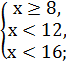 x ≥ 8,
x < 12,
x < 16;